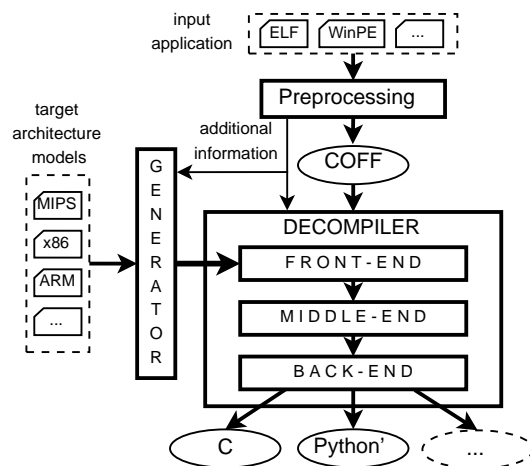 input
application
ELF
WinPE
...
Preprocessing
target
architecture
models
additional
information
COFF
MIPS
x86
ARM
...
GENERATOR
DECOMPILER
FRONT-END
MIDDLE-END
BACK-END
C
Python'
...